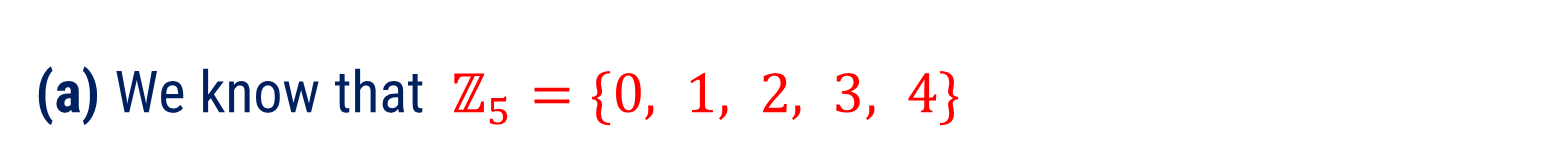 (a) We know that ℤ₅ = {0, 1, 2, 3, 4}